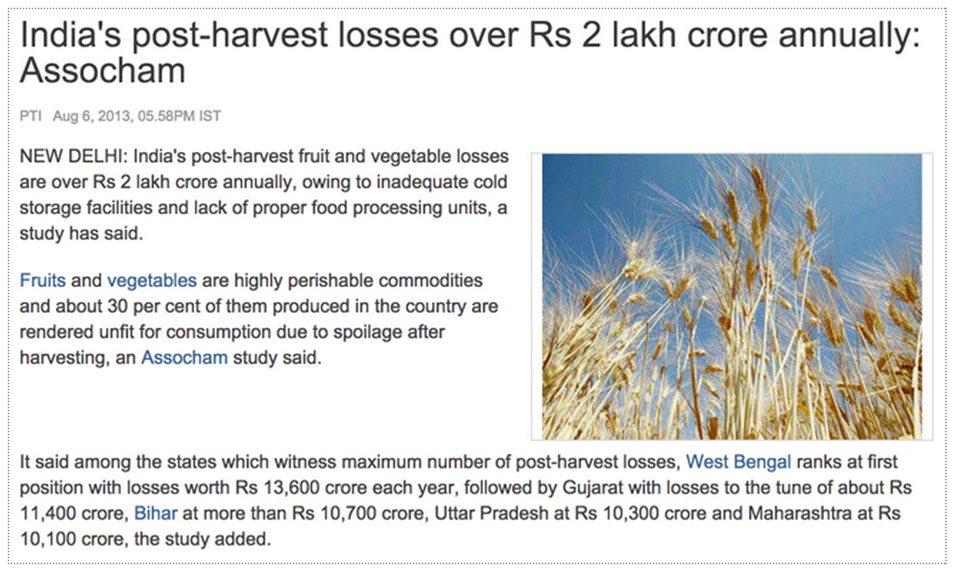 India's post-harvest losses over Rs 2 lakh crore annually:
Assocham
PTI Aug 6, 2013, 05.58PM IST
NEW DELHI: India's post-harvest fruit and vegetable losses
are over Rs 2 lakh crore annually, owing to inadequate cold
storage facilities and lack of proper food processing units, a
study has said.
Fruits and vegetables are highly perishable commodities
and about 30 per cent of them produced in the country are
rendered unfit for consumption due to spoilage after
harvesting, an Assocham study said.
It said among the states which witness maximum number of post-harvest losses, West Bengal ranks at first
position with losses worth Rs 13,600 crore each year, followed by Gujarat with losses to the tune of about Rs
11,400 crore, Bihar at more than Rs 10,700 crore, Uttar Pradesh at Rs 10,300 crore and Maharashtra at Rs
10,100 crore, the study added.